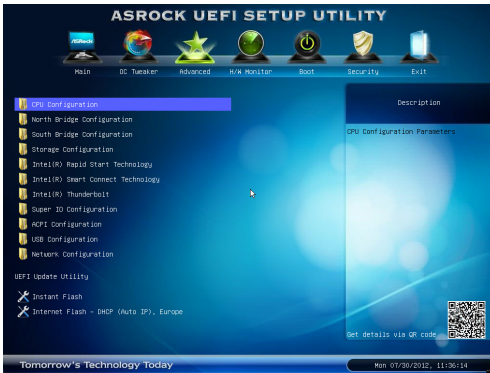 ASROCK UEFI SETUP UTILITY
ASRock
Main
OC Tweaker
Advanced
H/W Monitor
Boot
Security
Exit
CPU Configuration
North Bridge Configuration
South Bridge Configuration
Storage Configuration
Intel(R) Rapid Start Technology
Intel(R) Smart Connect Technology
Intel(R) Thunderbolt
Super IO Configuration
ACPI Configuration
USB Configuration
Network Configuration
UEFI Update Utility
Instant Flash
Internet Flash - DHCP (Auto IP), Europe
Description
CPU Configuration Parameters
Get details via QR code
Tomorrow's Technology Today
Mon 07/30/2012, 11:36:14